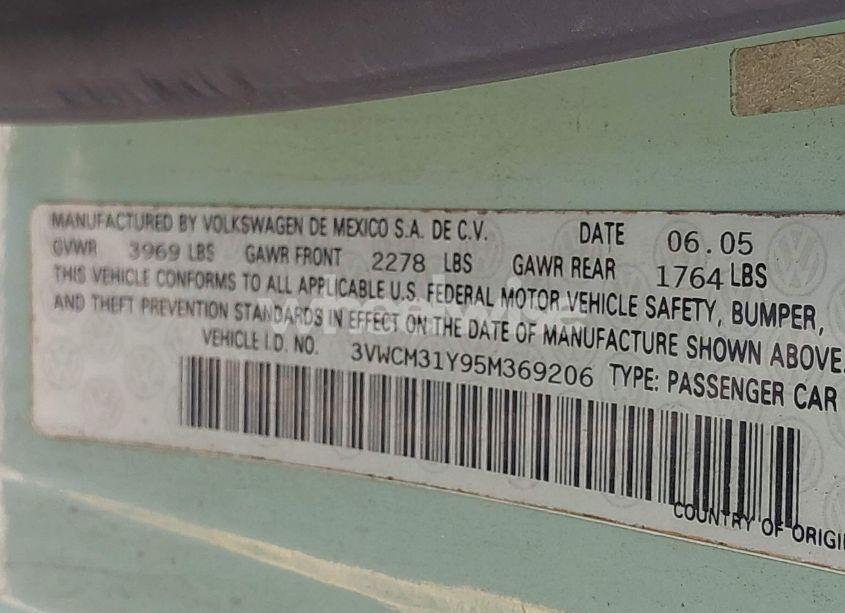 MANUFACTURED BY VOLKSWAGEN DE MEXICO S.A. DE C.V. DATE 06.05
GVWR 3969 LBS GAWR FRONT 2278 LBS GAWR REAR 1764 LBS
THIS VEHICLE CONFORMS TO ALL APPLICABLE U.S. FEDERAL MOTOR VEHICLE SAFETY, BUMPER,
AND THEFT PREVENTION STANDARDS IN EFFECT ON THE DATE OF MANUFACTURE SHOWN ABOVE.
VEHICLE I.D. NO. 3VWCM31Y95M369206 TYPE: PASSENGER CAR
COUNTRY OF ORIGI